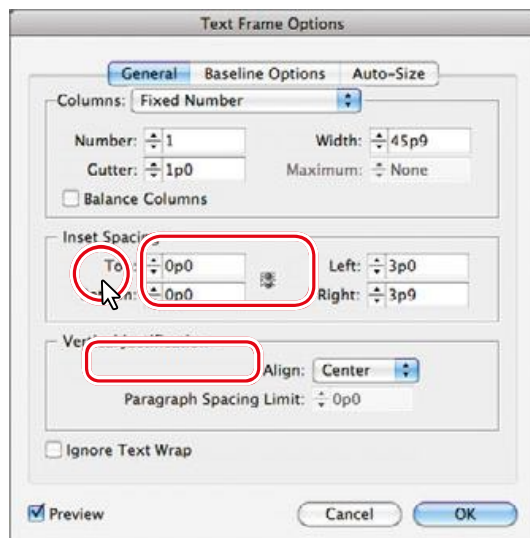 Text Frame Options
General Baseline Options Auto-Size
Columns: Fixed Number
Number: 1 Width: 45p9
Gutter: 1p0 Maximum: None
Balance Columns
Inset Spacing
0p0 Left: 3p0
0p0 Right: 3p9
Align: Center
Paragraph Spacing Limit: 0p0
Ignore Text Wrap
Preview Cancel OK